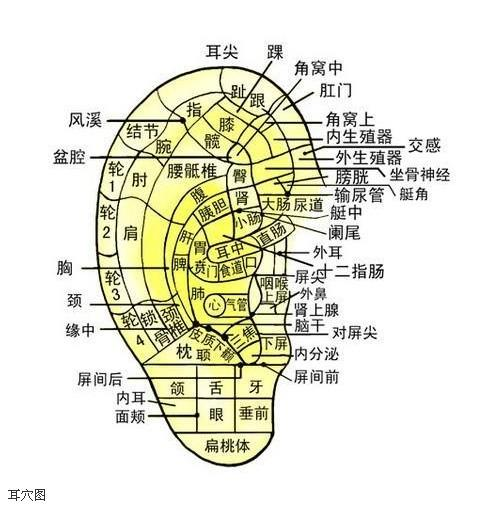 耳尖
踝
角窝中
肛门
趾
跟
指
膝
髋
风溪
结节
腕
角窝上
内生殖器
交感
外生殖器
坐骨神经
盆腔
轮1
肘
腰骶椎
臀
膀胱
艇角
输尿管
腹
肾
大肠
尿道
艇中
胰胆
小肠
阑尾
轮2
肩
肝
胃
直肠
耳中
外耳
十二指肠
胸
脾
贲门
食道
口
屏尖
咽喉
上屏
外鼻
轮3
肺
心
气管
肾上腺
颈
脑干
缘中
轮4
锁骨
颈椎
皮质下
三焦
对屏尖
下屏
枕
颞
额
内分泌
屏间后
屏间前
颌
舌
牙
内耳
面颊
眼
垂前
扁桃体
耳穴图